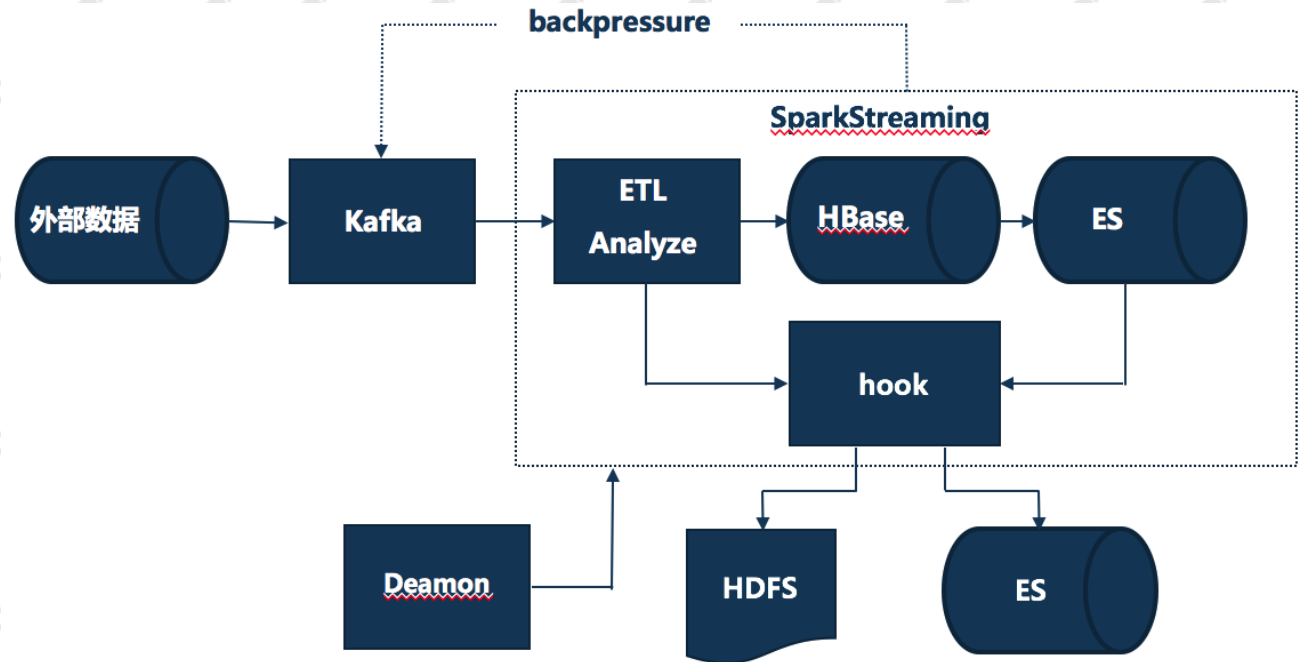 backpressure
SparkStreaming
外部数据
Kafka
ETL
Analyze
HBase
ES
hook
Deamon
HDFS
ES